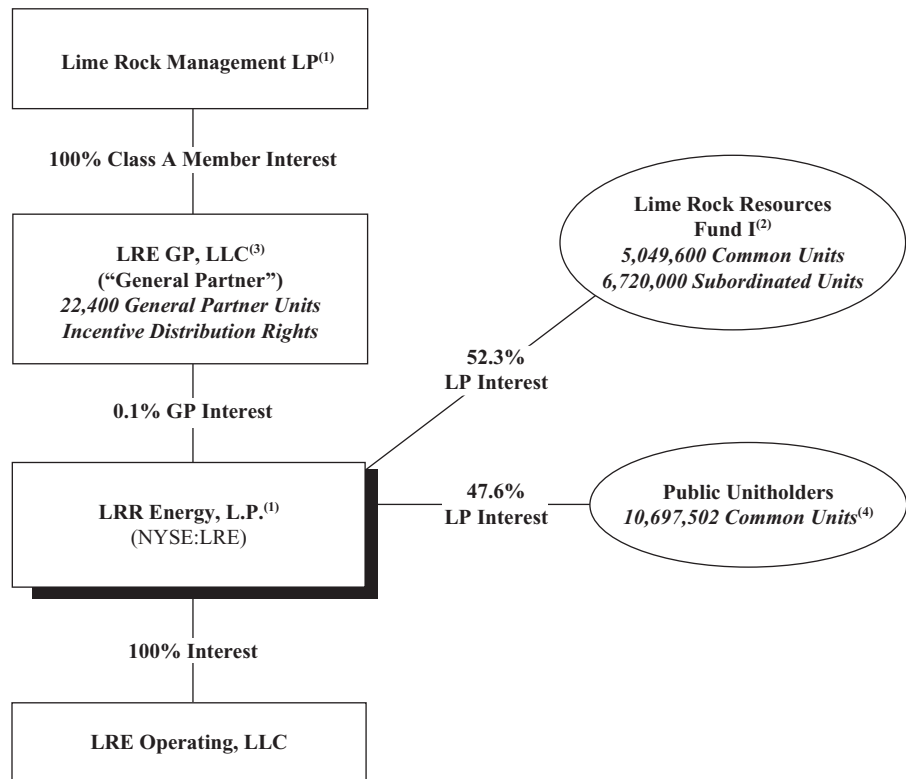 Lime Rock Management LP(1)
100% Class A Member Interest
LRE GP, LLC(3)
(“General Partner”)
22,400 General Partner Units
Incentive Distribution Rights
Lime Rock Resources
Fund I(2)
5,049,600 Common Units
6,720,000 Subordinated Units
52.3%
LP Interest
0.1% GP Interest
LRR Energy, L.P.(1)
(NYSE:LRE)
47.6%
LP Interest
Public Unitholders
10,697,502 Common Units(4)
100% Interest
LRE Operating, LLC